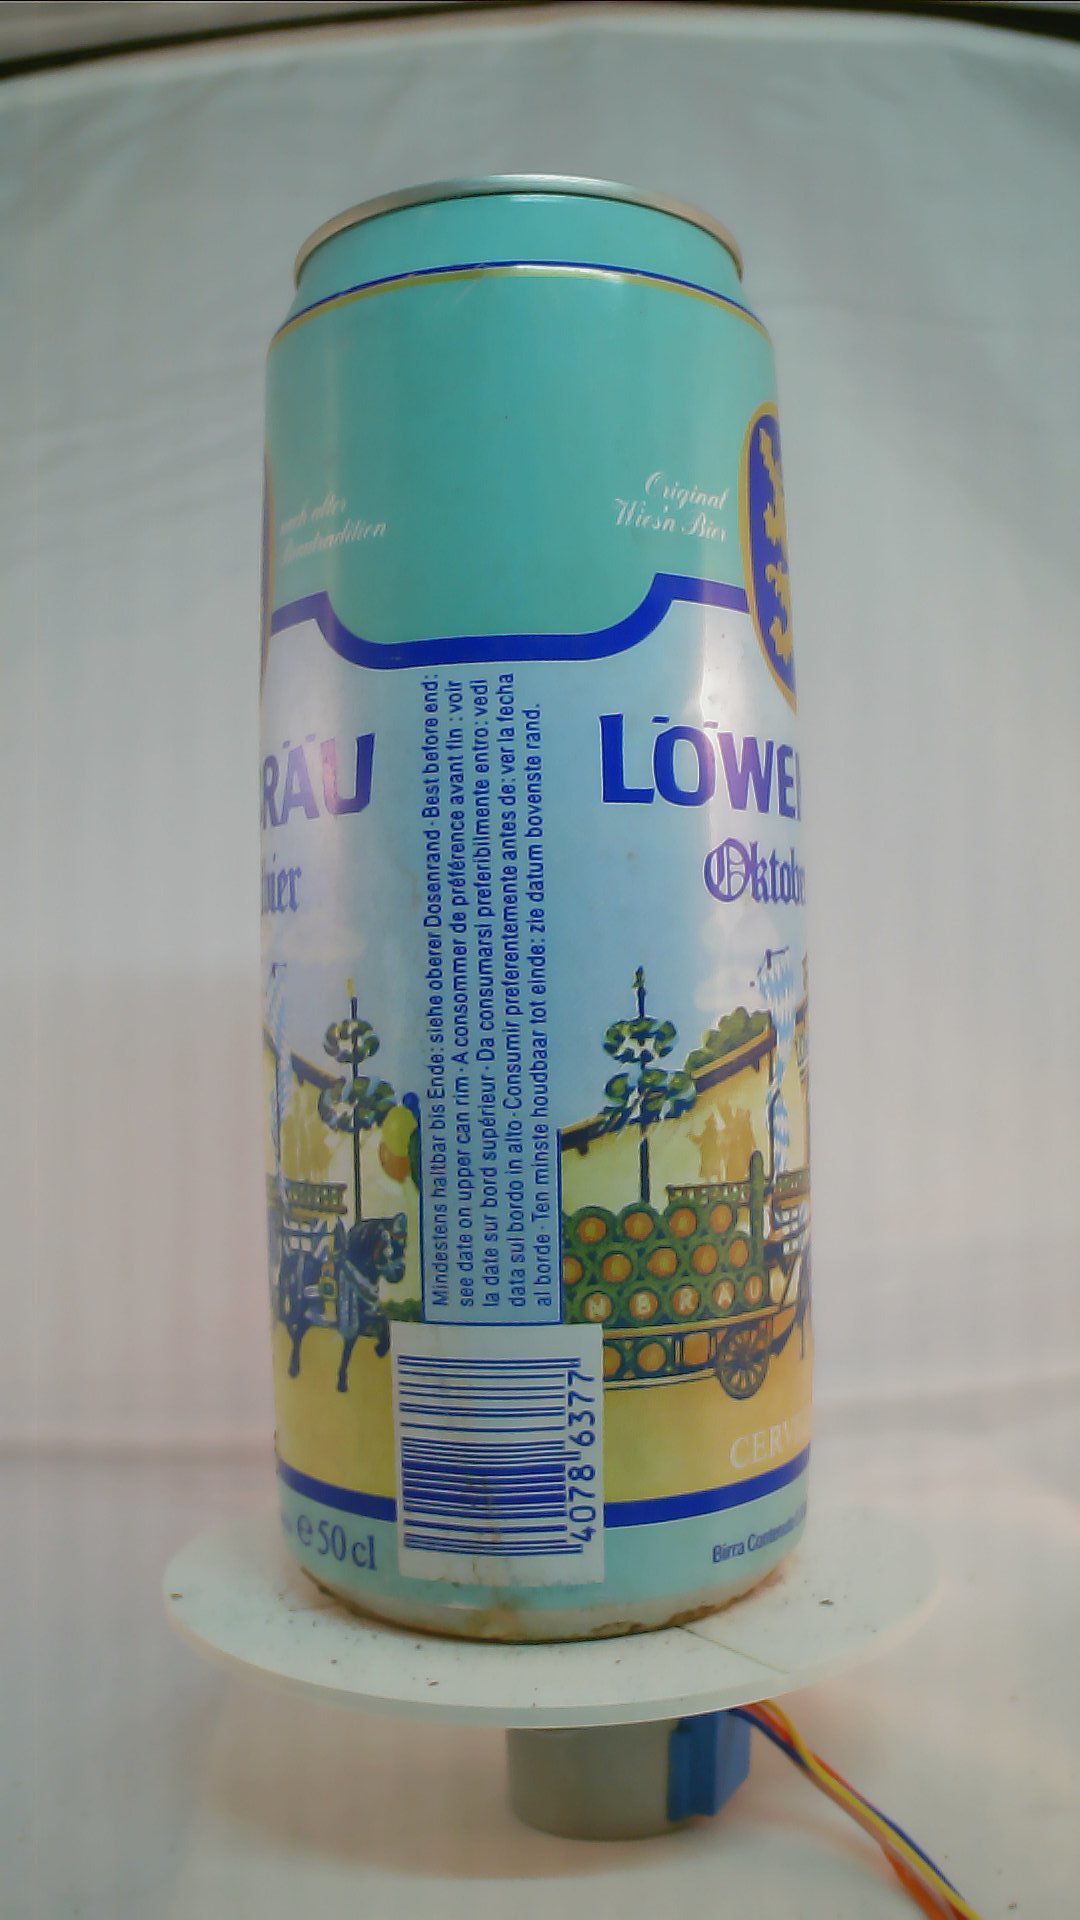 nach alter
Brautradition
Original
Wies'n Bier
RÄU
LÖWEN
bier
Oktobe
Mindestens haltbar bis Ende: siehe oberer Dosenrand · Best before end:
see date on upper can rim · A consommer de préférence avant fin : voir
la date sur bord supérieur · Da consumarsi preferibilmente entro: vedi
data sul bordo in alto · Consumir preferentemente antes de: ver la fecha
al borde · Ten minste houdbaar tot einde: zie datum bovenste rand.
N BRÄU
CERV
4078 6377
e 50 cl
Birra